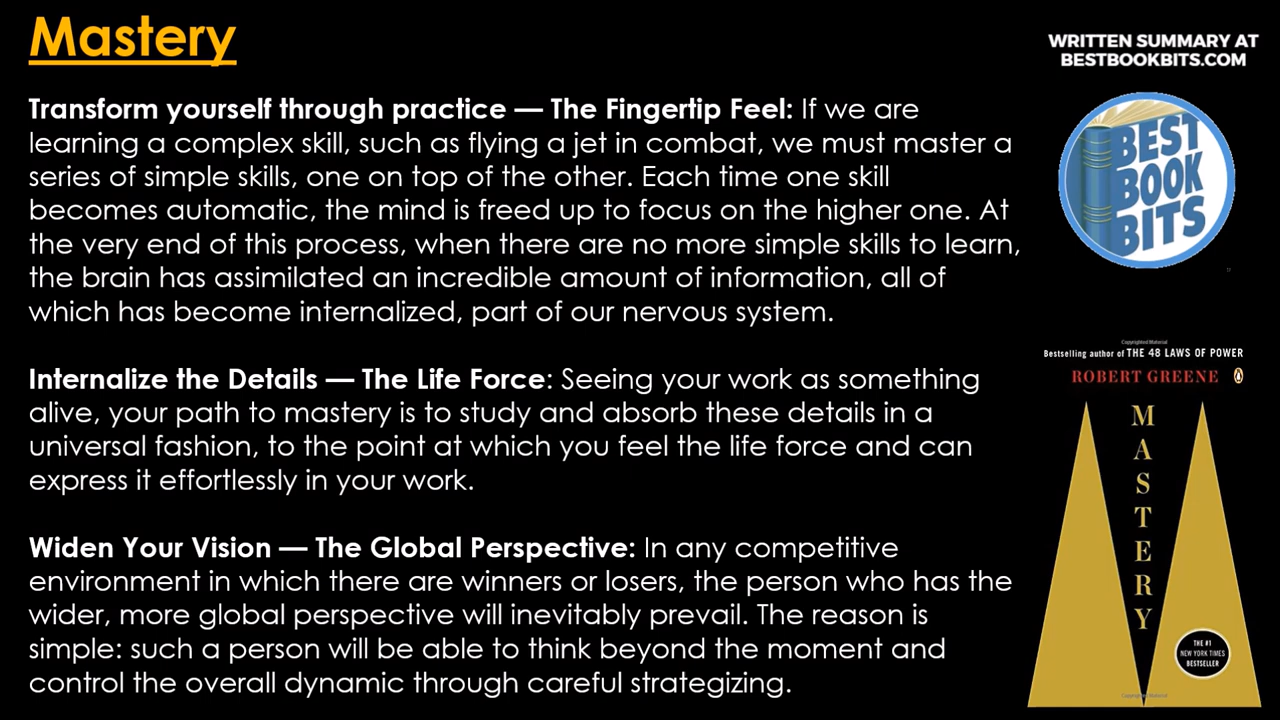 Mastery
WRITTEN SUMMARY AT
BESTBOOKBITS.COM
Transform yourself through practice — The Fingertip Feel: If we are
learning a complex skill, such as flying a jet in combat, we must master a
series of simple skills, one on top of the other. Each time one skill
becomes automatic, the mind is freed up to focus on the higher one. At
the very end of this process, when there are no more simple skills to learn,
the brain has assimilated an incredible amount of information, all of
which has become internalized, part of our nervous system.
Internalize the Details — The Life Force: Seeing your work as something
alive, your path to mastery is to study and absorb these details in a
universal fashion, to the point at which you feel the life force and can
express it effortlessly in your work.
Widen Your Vision — The Global Perspective: In any competitive
environment in which there are winners or losers, the person who has the
wider, more global perspective will inevitably prevail. The reason is
simple: such a person will be able to think beyond the moment and
control the overall dynamic through careful strategizing.
BEST
BOOK
BITS
Copyrighted Material
Bestselling author of THE 48 LAWS OF POWER
ROBERT GREENE
MASTERY
THE #1
NEW YORK TIMES
BESTSELLER
Copyrighted Material